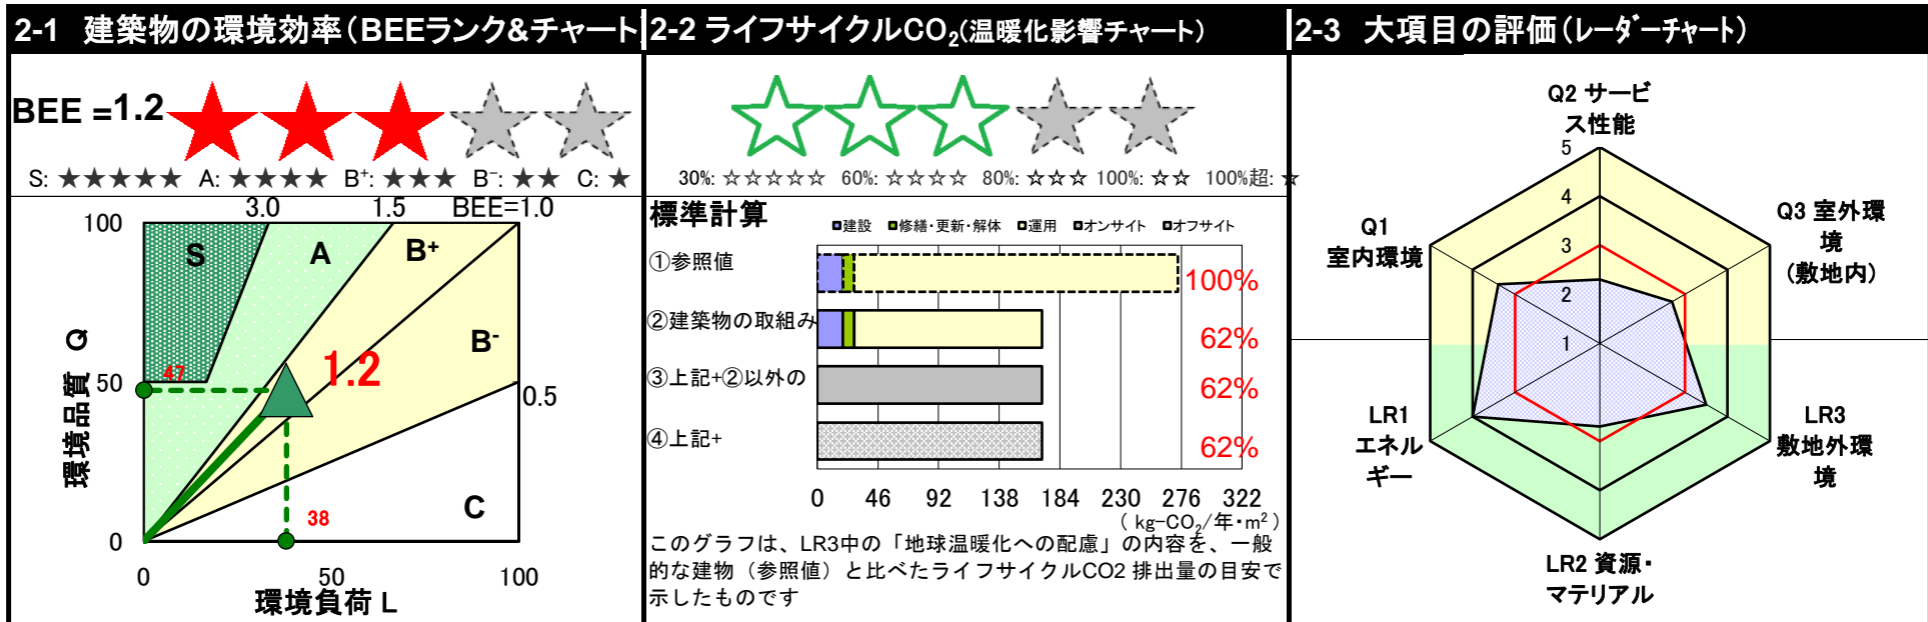 2-1 建築物の環境効率(BEEランク&チャート)
BEE =1.2
S: ★★★★★ A: ★★★★ B⁺: ★★★ B⁻: ★★ C: ★
3.0 1.5 BEE=1.0
100
S
A
B⁺
B⁻
環境品質 Q
50
47
1.2
0.5
38
C
0
0 50 100
環境負荷 L
2-2 ライフサイクルCO₂(温暖化影響チャート)
30%: ☆☆☆☆☆ 60%: ☆☆☆☆ 80%: ☆☆☆ 100%: ☆☆ 100%超: ☆
標準計算
建設 修繕・更新・解体 運用 オンサイト オフサイト
①参照値
100%
②建築物の取組み
62%
③上記+②以外の
62%
④上記+
62%
0 46 92 138 184 230 276 322
( kg-CO₂/年・m² )
このグラフは、LR3中の「地球温暖化への配慮」の内容を、一般
的な建物（参照値）と比べたライフサイクルCO2 排出量の目安で
示したものです
2-3 大項目の評価(レーダーチャート)
Q2 サービ
ス性能
5
4
3
2
1
Q1
室内環境
Q3 室外環
境
(敷地内)
LR1
エネル
ギー
LR3
敷地外環
境
LR2 資源・
マテリアル